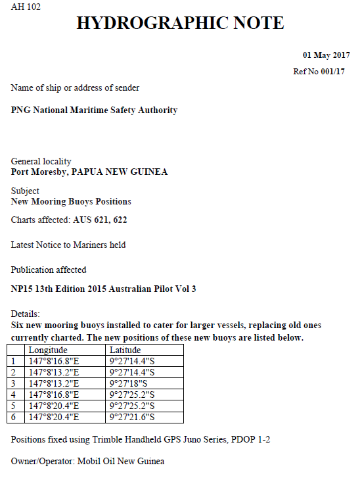 AH 102
HYDROGRAPHIC NOTE
01 May 2017
Ref No 001/17
Name of ship or address of sender
PNG National Maritime Safety Authority
General locality
Port Moresby, PAPUA NEW GUINEA
Subject
New Mooring Buoys Positions
Charts affected: AUS 621, 622
Latest Notice to Mariners held
Publication affected
NP15 13th Edition 2015 Australian Pilot Vol 3
Details:
Six new mooring buoys installed to cater for larger vessels, replacing old ones
currently charted. The new positions of these new buoys are listed below.
Longitude Latitude
1 147°8'16.8"E 9°27'14.4"S
2 147°8'13.2"E 9°27'14.4"S
3 147°8'13.2"E 9°27'18"S
4 147°8'16.8"E 9°27'25.2"S
5 147°8'20.4"E 9°27'25.2"S
6 147°8'20.4"E 9°27'21.6"S
Positions fixed using Trimble Handheld GPS Juno Series, PDOP 1-2
Owner/Operator: Mobil Oil New Guinea